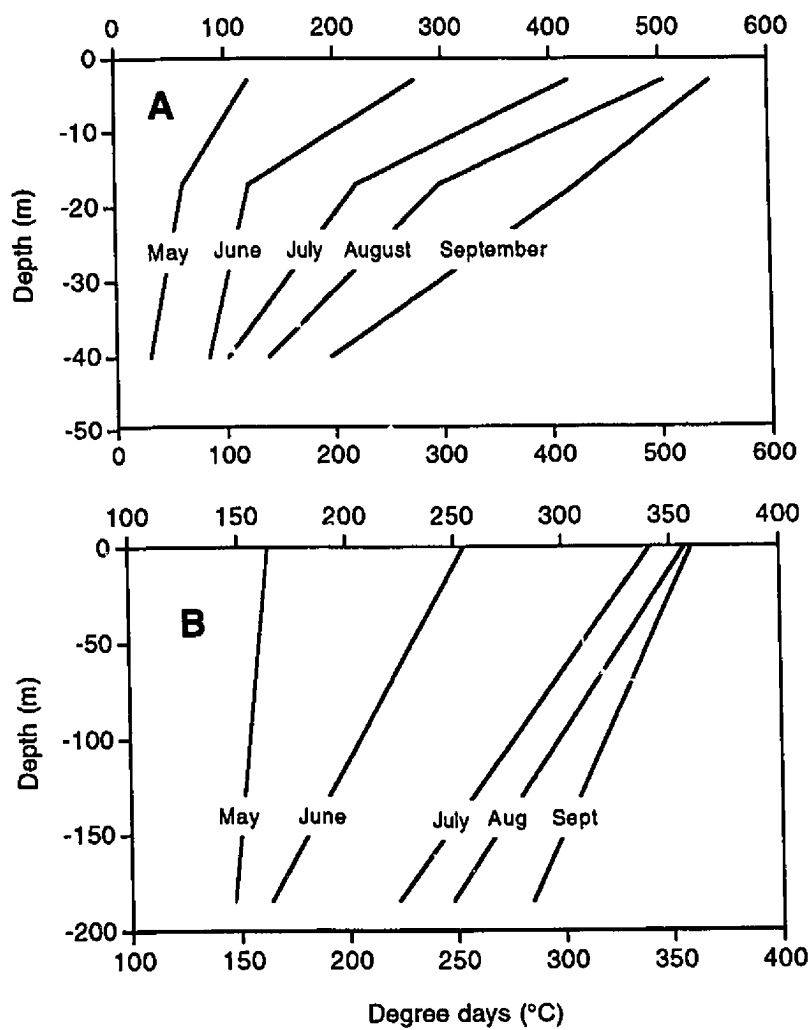 0 100 200 300 400 500 600
0
A
-10
-20
Depth (m)
May June July August September
-30
-40
-50
0 100 200 300 400 500 600
100 150 200 250 300 350 400
0
B
-50
Depth (m)
-100
May June July Aug Sept
-150
-200
100 150 200 250 300 350 400
Degree days (°C)